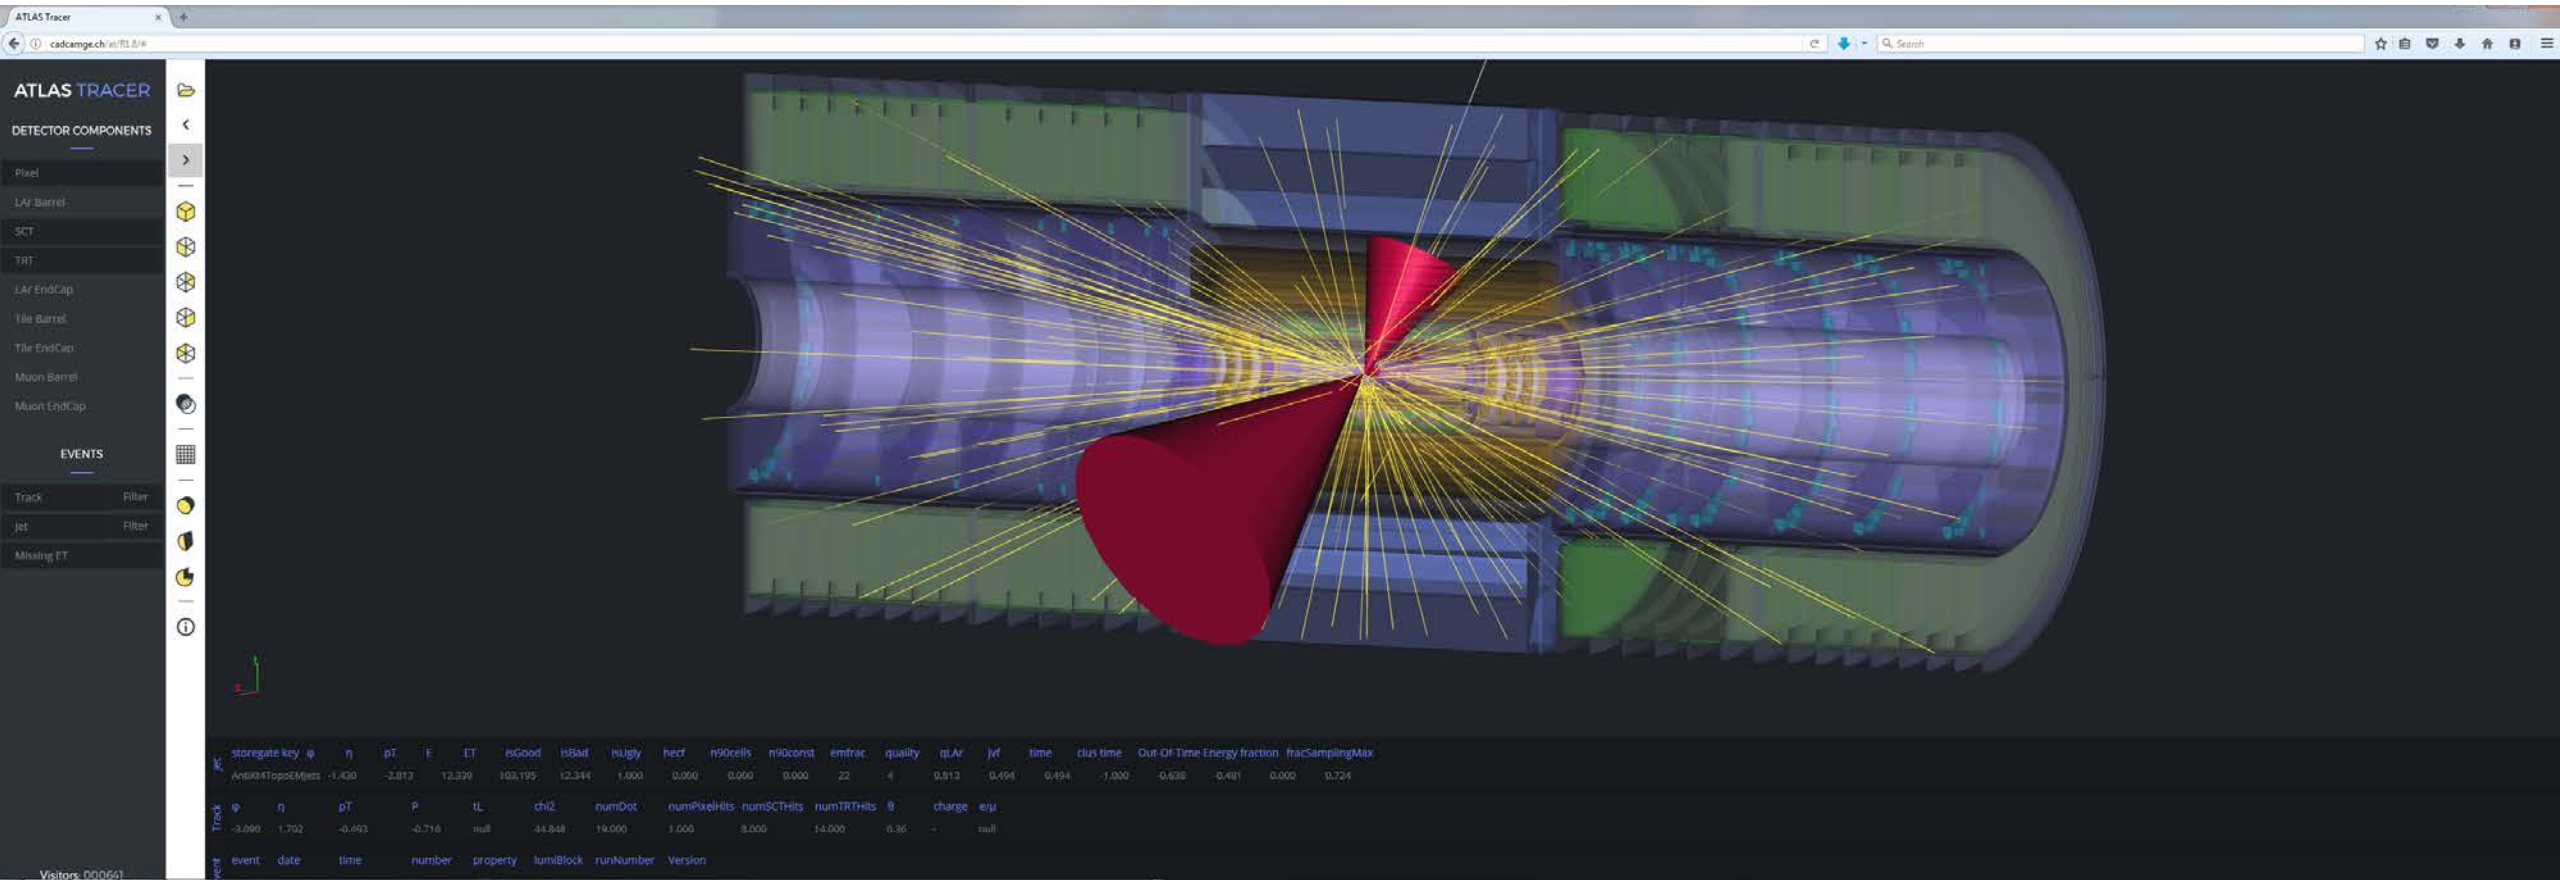 ATLAS Tracer
cadcamge.ch/at/R1.8/#
Search
ATLAS TRACER
DETECTOR COMPONENTS
Pixel
LAr Barrel
SCT
TRT
LAr EndCap
Tile Barrel
Tile EndCap
Muon Barrel
Muon EndCap
EVENTS
Track Filter
Jet Filter
Missing ET
Visitors: 000641
Jet
storegate key φ η pT E ET isGood isBad isUgly hecf n90cells n90const emfrac quality qLAr jvf time clus time Out-Of-Time Energy fraction fracSamplingMax
AntiKt4TopoEMJets -1.430 -2.813 12.339 103.195 12.344 1.000 0.000 0.000 0.000 22 4 0.813 0.494 0.494 -1.000 -0.638 -0.481 0.000 0.724
Track
φ η pT P tL chi2 numDot numPixelHits numSCTHits numTRTHits θ charge e/μ
-3.090 1.702 -0.493 -0.716 null 44.848 19.000 1.000 8.000 14.000 0.36 - null
event date time number property lumiBlock runNumber Version